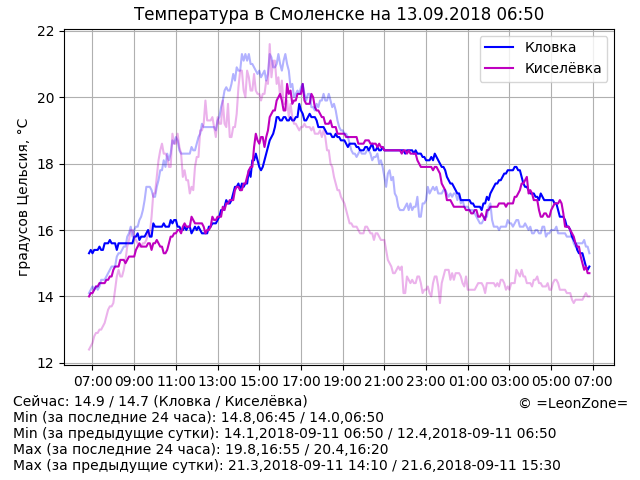 Температура в Смоленске на 13.09.2018 06:50
градусов Цельсия, °C
22
20
18
16
14
12
Кловка
Киселёвка
07:00 09:00 11:00 13:00 15:00 17:00 19:00 21:00 23:00 01:00 03:00 05:00 07:00
Сейчас: 14.9 / 14.7 (Кловка / Киселёвка)
© =LeonZone=
Min (за последние 24 часа): 14.8,06:45 / 14.0,06:50
Min (за предыдущие сутки): 14.1,2018-09-11 06:50 / 12.4,2018-09-11 06:50
Max (за последние 24 часа): 19.8,16:55 / 20.4,16:20
Max (за предыдущие сутки): 21.3,2018-09-11 14:10 / 21.6,2018-09-11 15:30